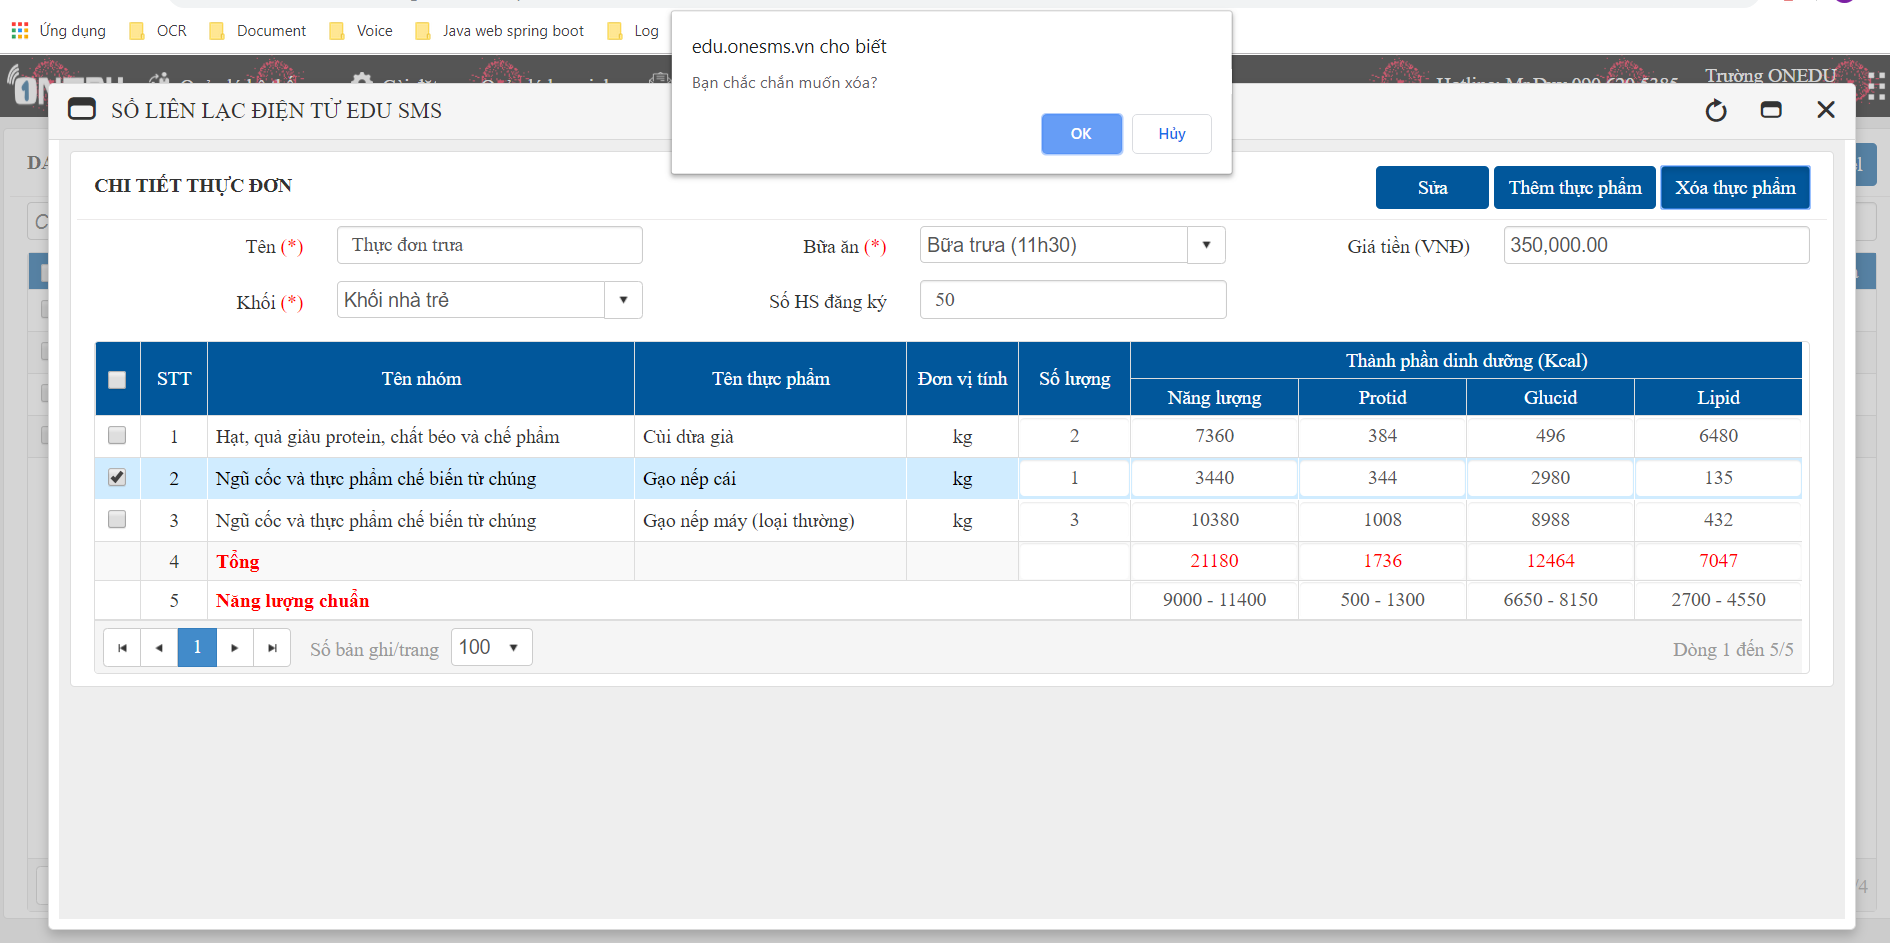 Ứng dụng OCR Document Voice Java web spring boot Log
edu.onesms.vn cho biết
Bạn chắc chắn muốn xóa?
OK Hủy
Trường ONEDU
SỔ LIÊN LẠC ĐIỆN TỬ EDU SMS
CHI TIẾT THỰC ĐƠN
Sửa Thêm thực phẩm Xóa thực phẩm
Tên (*) Thực đơn trưa Bữa ăn (*) Bữa trưa (11h30) Giá tiền (VNĐ) 350,000.00
Khối (*) Khối nhà trẻ Số HS đăng ký 50
STT Tên nhóm Tên thực phẩm Đơn vị tính Số lượng Thành phần dinh dưỡng (Kcal)
Năng lượng Protid Glucid Lipid
1 Hạt, quả giàu protein, chất béo và chế phẩm Cùi dừa già kg 2 7360 384 496 6480
2 Ngũ cốc và thực phẩm chế biến từ chúng Gạo nếp cái kg 1 3440 344 2980 135
3 Ngũ cốc và thực phẩm chế biến từ chúng Gạo nếp máy (loại thường) kg 3 10380 1008 8988 432
4 Tổng 21180 1736 12464 7047
5 Năng lượng chuẩn 9000 - 11400 500 - 1300 6650 - 8150 2700 - 4550
1 Số bản ghi/trang 100 Dòng 1 đến 5/5